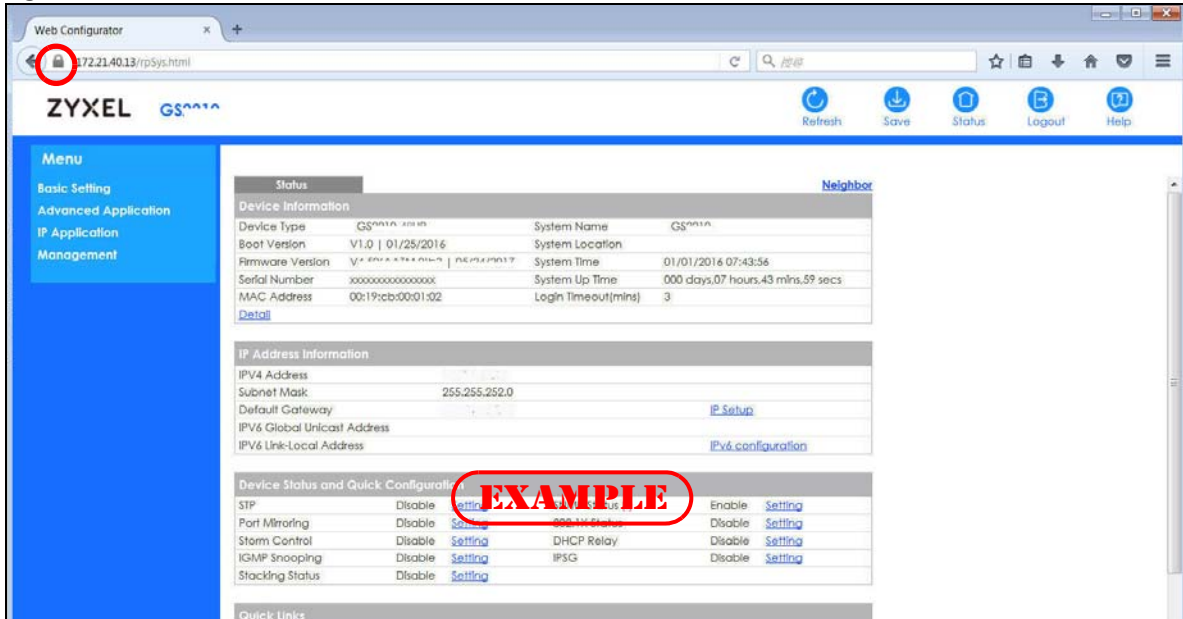 Web Configurator × +
172.21.40.13/rpSys.html
ZYXEL
Refresh Save Status Logout Help
Menu
Basic Setting
Advanced Application
IP Application
Management
Status Neighbor
Device Information
Device Type System Name
Boot Version V1.0 | 01/25/2016 System Location
Firmware Version System Time 01/01/2016 07:43:56
Serial Number xxxxxxxxxxxxxxxx System Up Time 000 days,07 hours,43 mins,59 secs
MAC Address 00:19:cb:00:01:02 Login Timeout(mins) 3
Detail
IP Address Information
IPV4 Address
Subnet Mask 255.255.252.0
Default Gateway IP Setup
IPV6 Global Unicast Address
IPV6 Link-Local Address IPv6 configuration
Device Status and Quick Configuration
EXAMPLE
STP Disable Setting Status Enable Setting
Port Mirroring Disable Setting 802.1X Status Disable Setting
Storm Control Disable Setting DHCP Relay Disable Setting
IGMP Snooping Disable Setting IPSG Disable Setting
Stacking Status Disable Setting
Quick Links